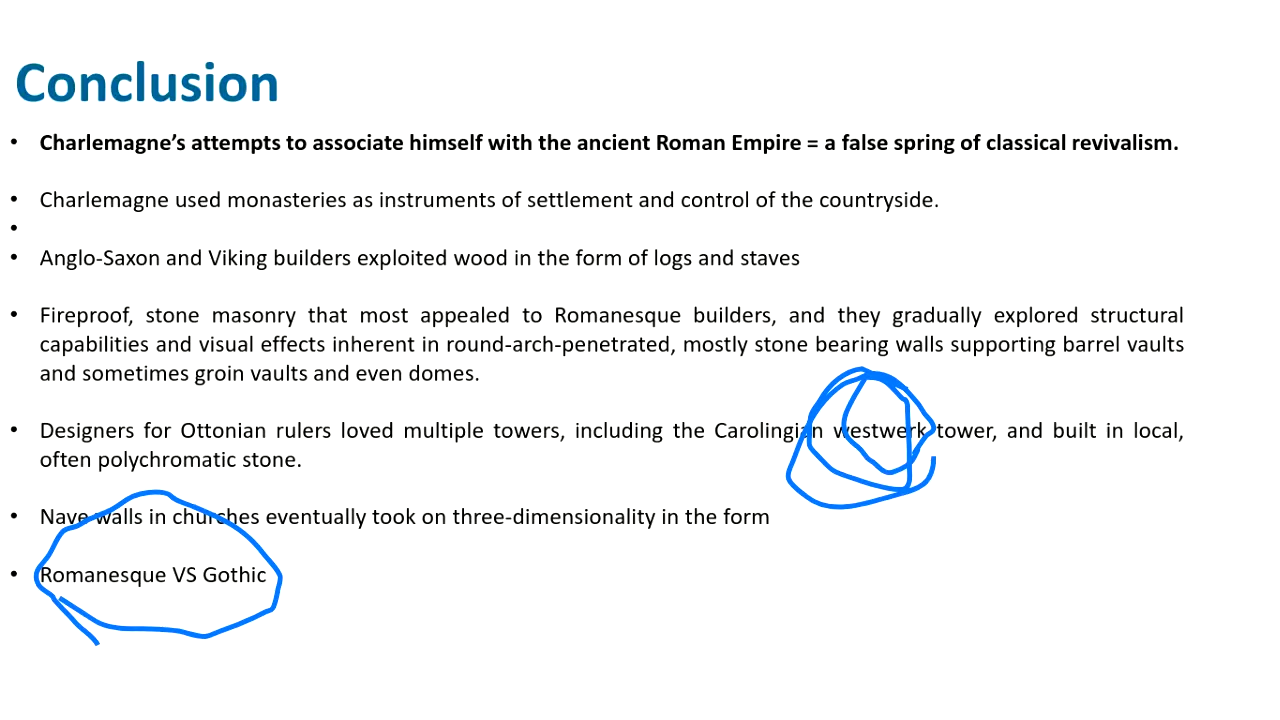 Conclusion
• Charlemagne’s attempts to associate himself with the ancient Roman Empire = a false spring of classical revivalism.
• Charlemagne used monasteries as instruments of settlement and control of the countryside.
•
• Anglo-Saxon and Viking builders exploited wood in the form of logs and staves
• Fireproof, stone masonry that most appealed to Romanesque builders, and they gradually explored structural
capabilities and visual effects inherent in round-arch-penetrated, mostly stone bearing walls supporting barrel vaults
and sometimes groin vaults and even domes.
• Designers for Ottonian rulers loved multiple towers, including the Carolingian westwerk tower, and built in local,
often polychromatic stone.
• Nave walls in churches eventually took on three-dimensionality in the form
• Romanesque VS Gothic